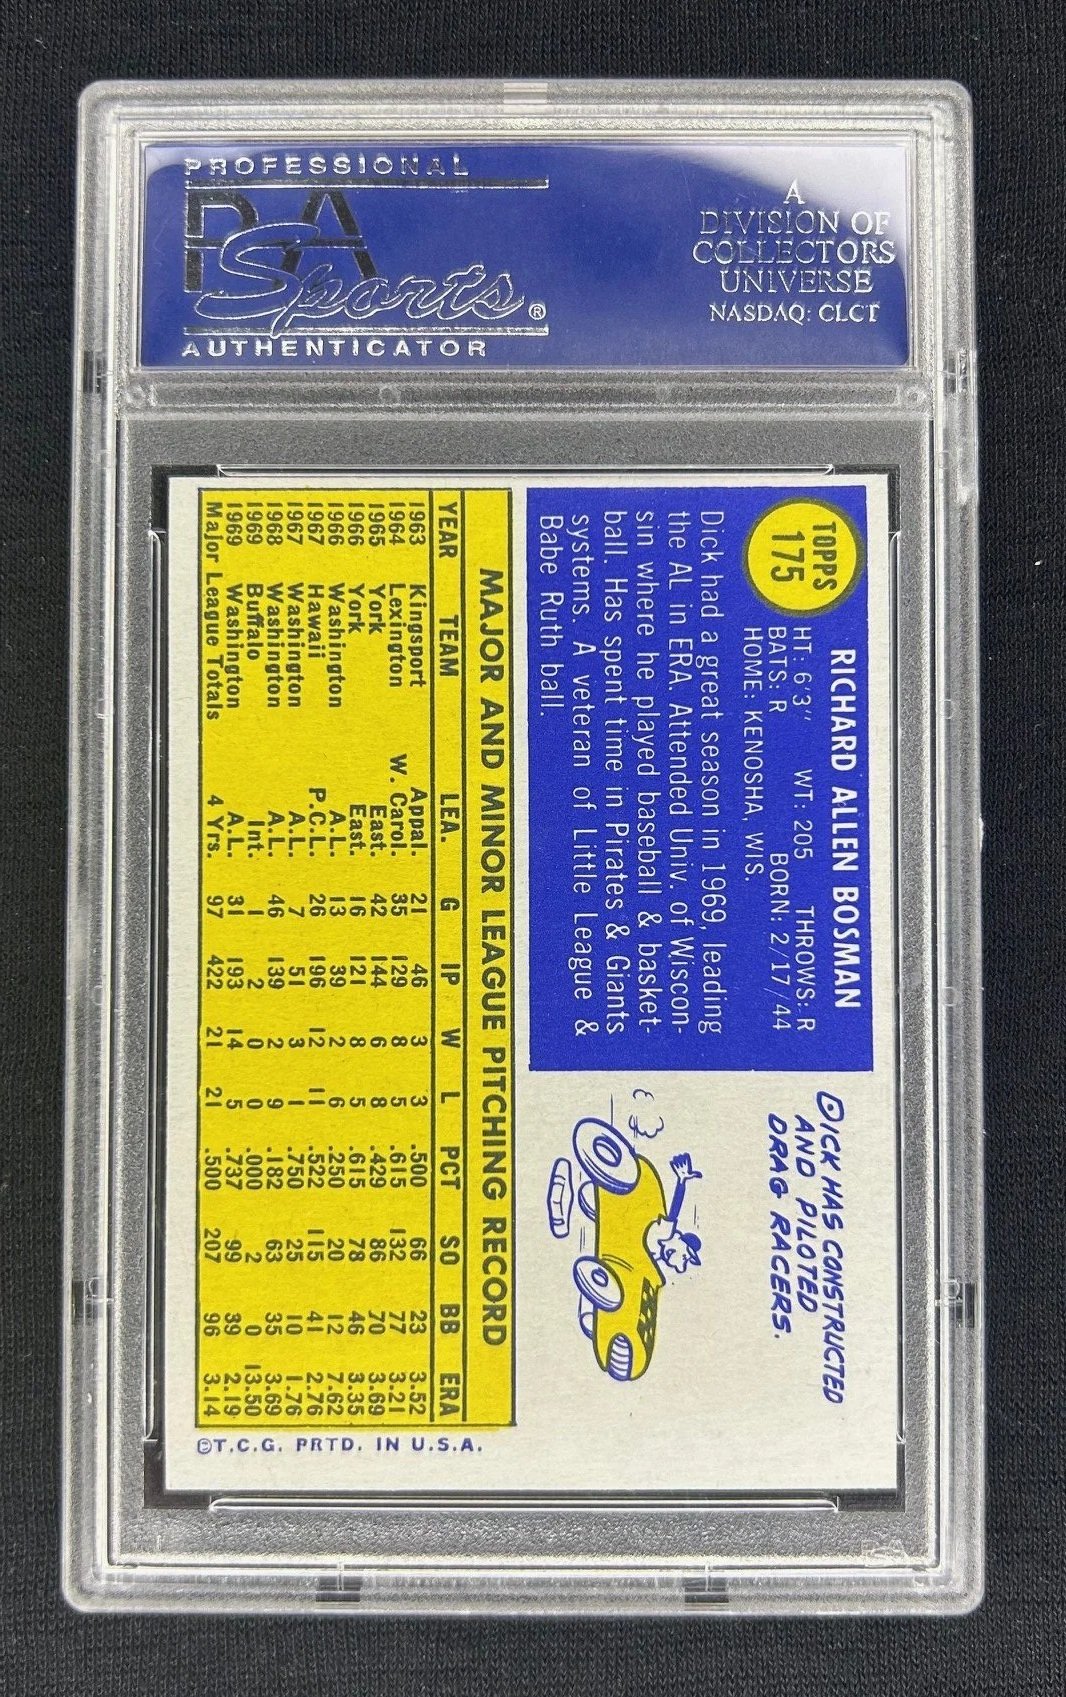 PROFESSIONAL
PSA
Sports®
AUTHENTICATOR
A
DIVISION OF
COLLECTORS
UNIVERSE
NASDAQ: CLCT
TOPPS
175
RICHARD ALLEN BOSMAN
HT: 6'3" WT: 205 THROWS: R
BATS: R BORN: 2/17/44
HOME: KENOSHA, WIS.
Dick had a great season in 1969, leading
the AL in ERA. Attended Univ. of Wiscon-
sin where he played baseball & basket-
ball. Has spent time in Pirates & Giants
systems. A veteran of Little League &
Babe Ruth ball.
DICK HAS CONSTRUCTED
AND PILOTED
DRAG RACERS.
MAJOR AND MINOR LEAGUE PITCHING RECORD
YEAR TEAM LEA. G IP W L PCT SO BB ERA
1963 Kingsport Appal. 21 46 3 3 .500 66 23 3.52
1964 Lexington W. Carol. 35 129 8 5 .615 132 77 3.21
1965 York East. 42 144 6 8 .429 86 70 3.69
1966 York East. 16 121 8 5 .615 78 46 3.35
1966 Washington A.L. 13 39 2 6 .250 20 12 7.62
1967 Hawaii P.C.L. 26 196 12 11 .522 115 41 2.76
1967 Washington A.L. 7 51 3 1 .750 25 10 1.76
1968 Washington A.L. 46 139 2 9 .182 63 35 3.69
1969 Buffalo Int. 1 2 0 0 .000 2 0 13.50
1969 Washington A.L. 31 193 14 5 .737 99 39 2.19
Major League Totals 4 Yrs. 97 422 21 21 .500 207 96 3.14
©T.C.G. PRTD. IN U.S.A.
PSA